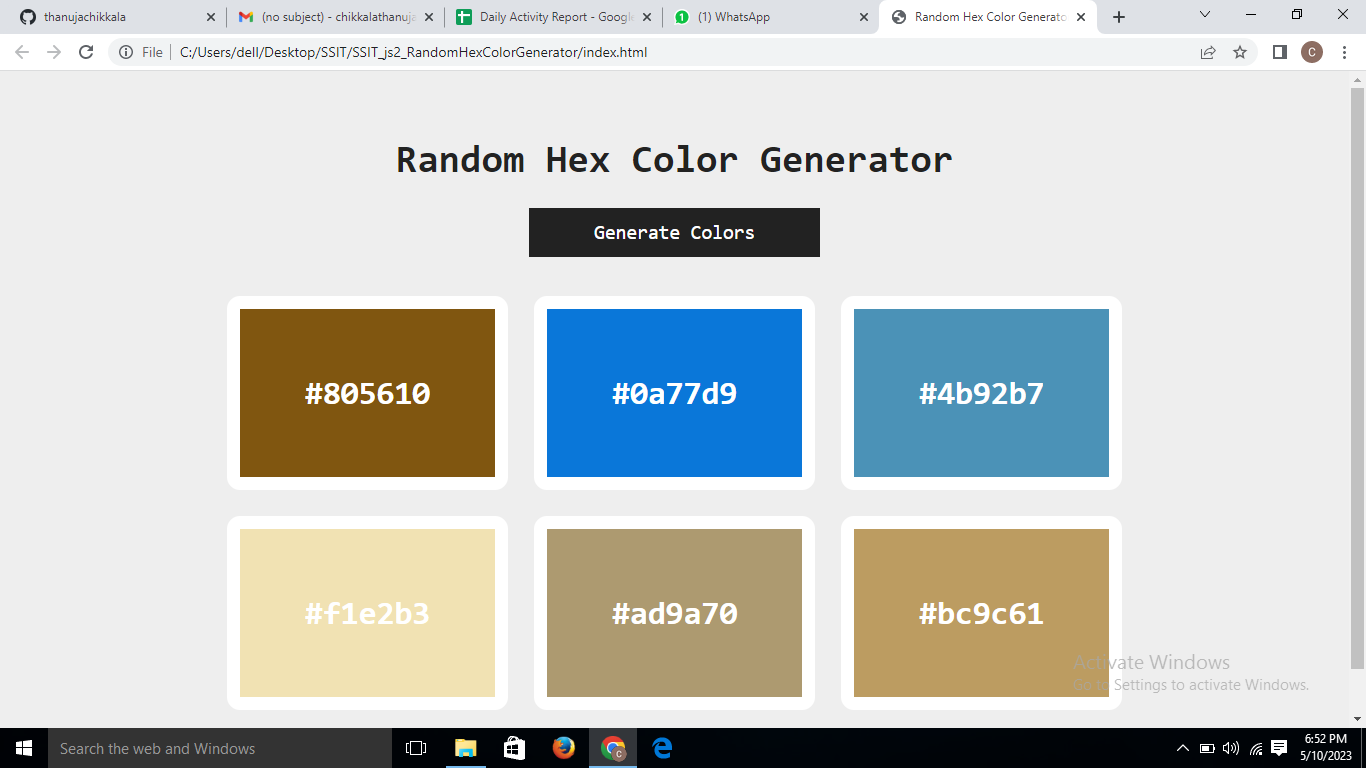 thanujachikkala
(no subject) - chikkalathanuja
Daily Activity Report - Google
(1) WhatsApp
Random Hex Color Generator
File
C:/Users/dell/Desktop/SSIT/SSIT_js2_RandomHexColorGenerator/index.html
C
Random Hex Color Generator
Generate Colors
#805610
#0a77d9
#4b92b7
#f1e2b3
#ad9a70
#bc9c61
Activate Windows
Go to Settings to activate Windows.
Search the web and Windows
6:52 PM
5/10/2023